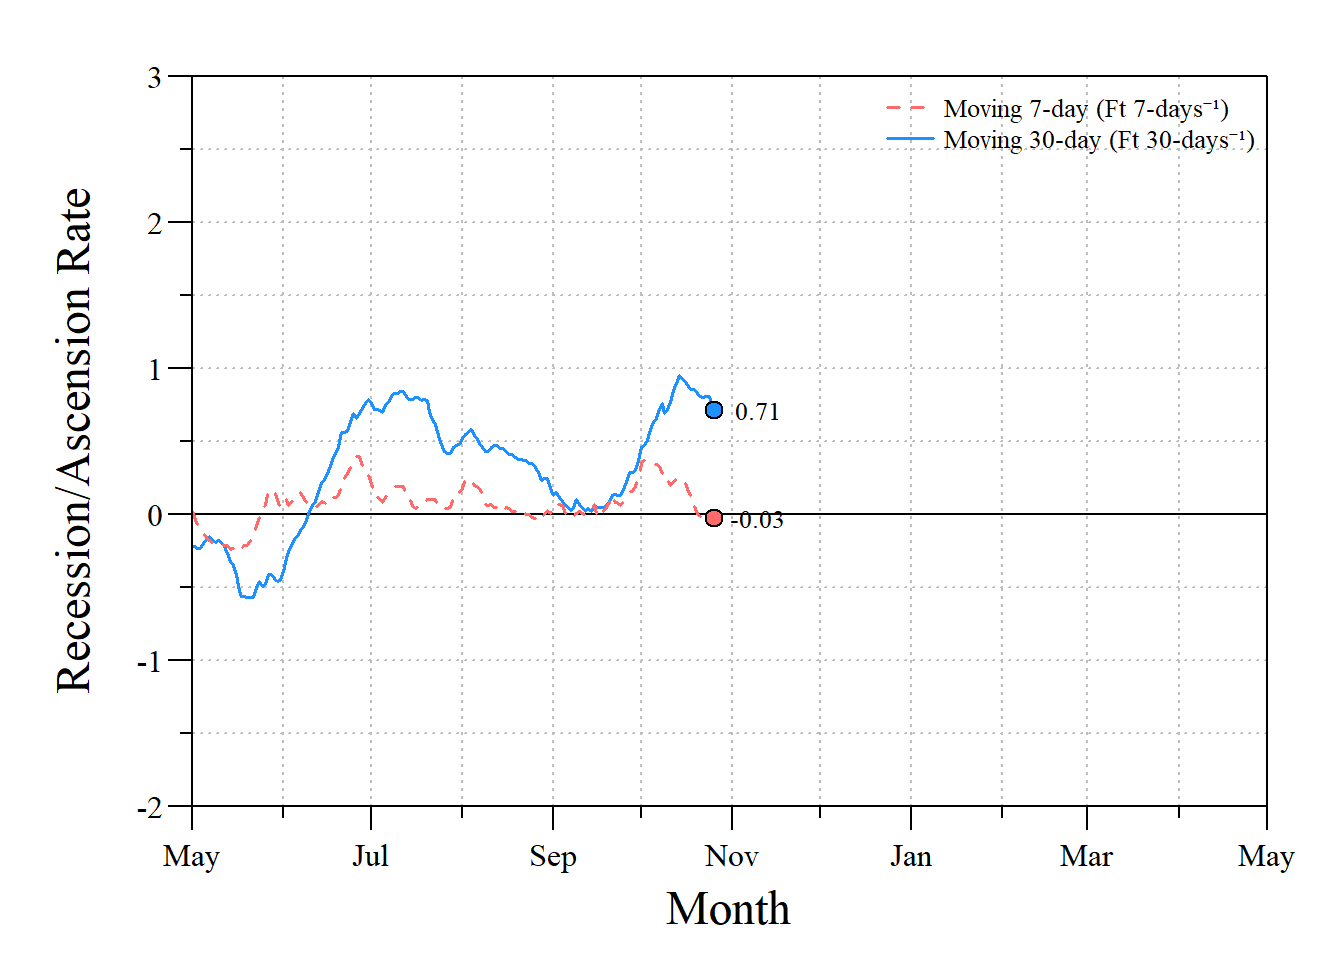 3
2
1
0
-1
-2
Recession/Ascension Rate
Moving 7-day (Ft 7-days⁻¹)
Moving 30-day (Ft 30-days⁻¹)
0.71
-0.03
May Jul Sep Nov Jan Mar May
Month